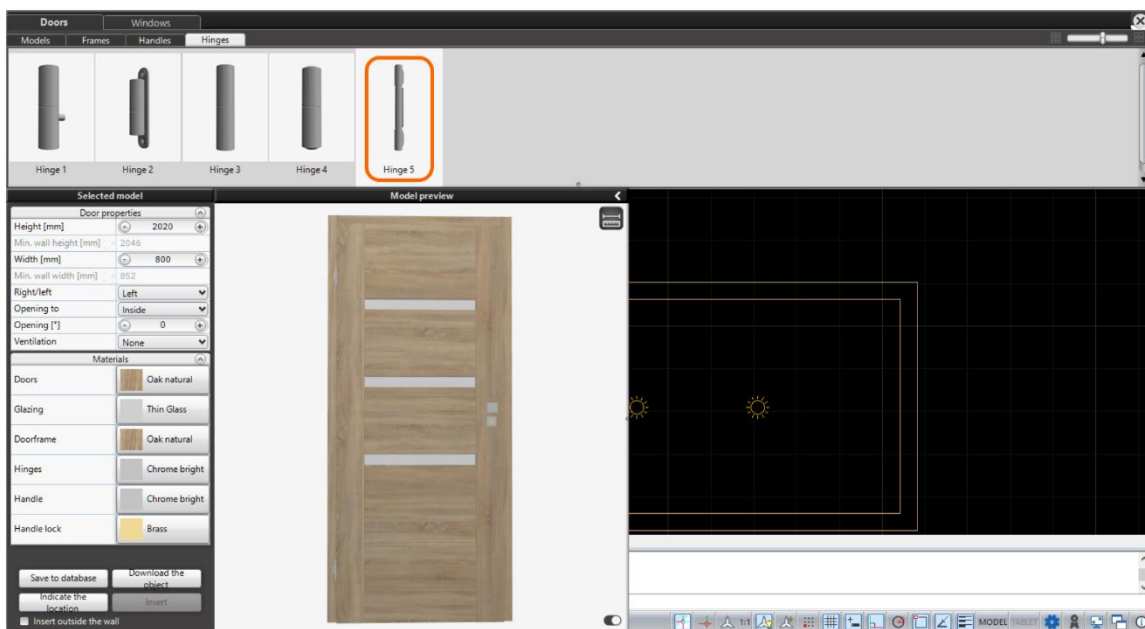 Doors Windows
Models Frames Handles Hinges
Hinge 1 Hinge 2 Hinge 3 Hinge 4 Hinge 5
Selected model Model preview
Door properties
Height [mm] 2020
Min. wall height [mm] 2046
Width [mm] 800
Min. wall width [mm] 852
Right/left Left
Opening to Inside
Opening [°] 0
Ventilation None
Materials
Doors Oak natural
Glazing Thin Glass
Doorframe Oak natural
Hinges Chrome bright
Handle Chrome bright
Handle lock Brass
Save to database Download the object
Indicate the location Insert
Insert outside the wall
1:1 MODEL TABLET